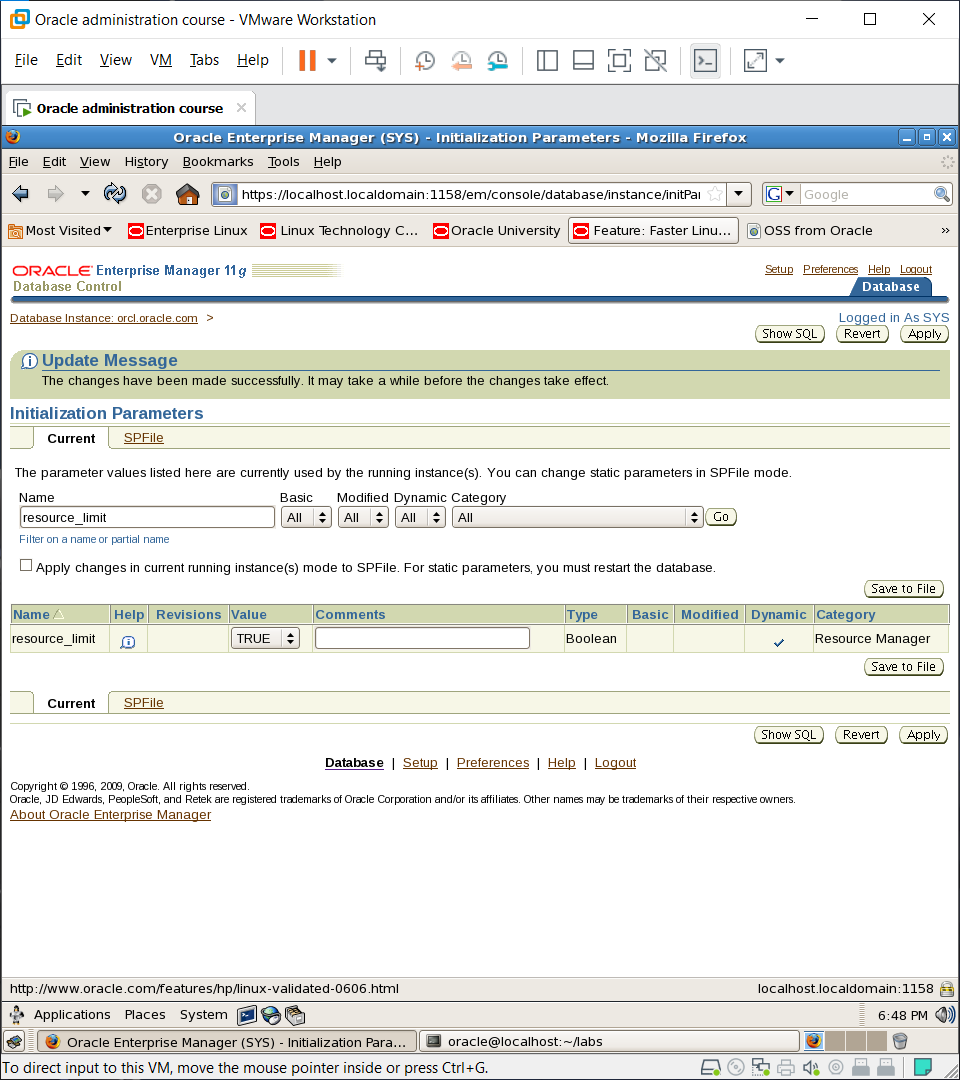 Oracle administration course - VMware Workstation
File Edit View VM Tabs Help
Oracle administration course
Oracle Enterprise Manager (SYS) - Initialization Parameters - Mozilla Firefox
File Edit View History Bookmarks Tools Help
https://localhost.localdomain:1158/em/console/database/instance/initPar
G Google
Most Visited Enterprise Linux Linux Technology C... Oracle University Feature: Faster Linu... OSS from Oracle »
ORACLE Enterprise Manager 11g
Database Control
Setup Preferences Help Logout
Database
Database Instance: orcl.oracle.com >
Logged in As SYS
Show SQL Revert Apply
Update Message
The changes have been made successfully. It may take a while before the changes take effect.
Initialization Parameters
Current SPFile
The parameter values listed here are currently used by the running instance(s). You can change static parameters in SPFile mode.
Name Basic Modified Dynamic Category
resource_limit All All All All Go
Filter on a name or partial name
Apply changes in current running instance(s) mode to SPFile. For static parameters, you must restart the database.
Save to File
Name Help Revisions Value Comments Type Basic Modified Dynamic Category
resource_limit TRUE Boolean Resource Manager
Save to File
Current SPFile
Show SQL Revert Apply
Database | Setup | Preferences | Help | Logout
Copyright © 1996, 2009, Oracle. All rights reserved.
Oracle, JD Edwards, PeopleSoft, and Retek are registered trademarks of Oracle Corporation and/or its affiliates. Other names may be trademarks of their respective owners.
About Oracle Enterprise Manager
http://www.oracle.com/features/hp/linux-validated-0606.html
localhost.localdomain:1158
Applications Places System
6:48 PM
Oracle Enterprise Manager (SYS) - Initialization Para... oracle@localhost:~/labs
To direct input to this VM, move the mouse pointer inside or press Ctrl+G.